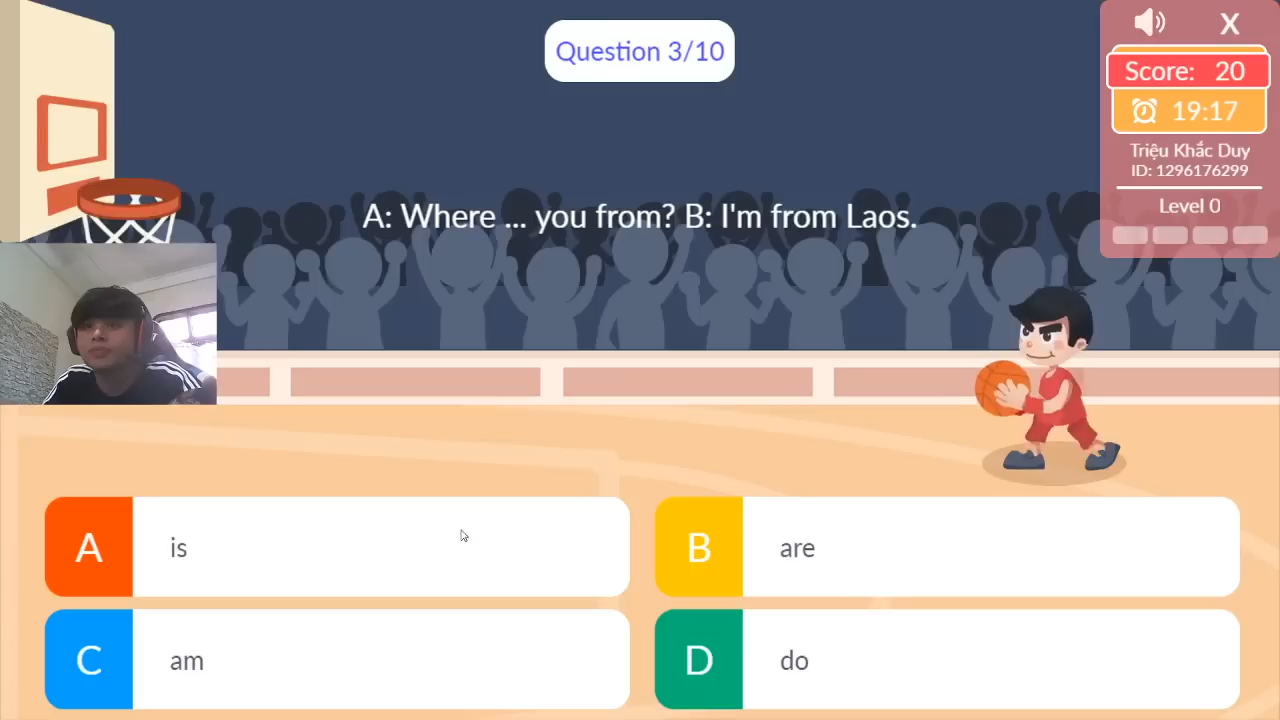 Question 3/10
X
Score: 20
19:17
Triệu Khắc Duy
ID: 1296176299
Level 0
A: Where ... you from? B: I'm from Laos.
A is
B are
C am
D do